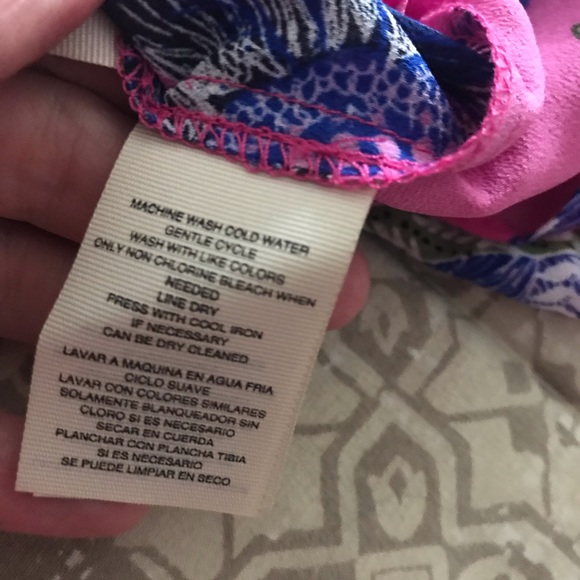 MACHINE WASH COLD WATER
GENTLE CYCLE
WASH WITH LIKE COLORS
ONLY NON CHLORINE BLEACH WHEN
NEEDED
LINE DRY
PRESS WITH COOL IRON
IF NECESSARY
CAN BE DRY CLEANED
LAVAR A MAQUINA EN AGUA FRIA
CICLO SUAVE
LAVAR CON COLORES SIMILARES
SOLAMENTE BLANQUEADOR SIN
CLORO SI ES NECESARIO
SECAR EN CUERDA
PLANCHAR CON PLANCHA TIBIA
SI ES NECESARIO
SE PUEDE LIMPIAR EN SECO